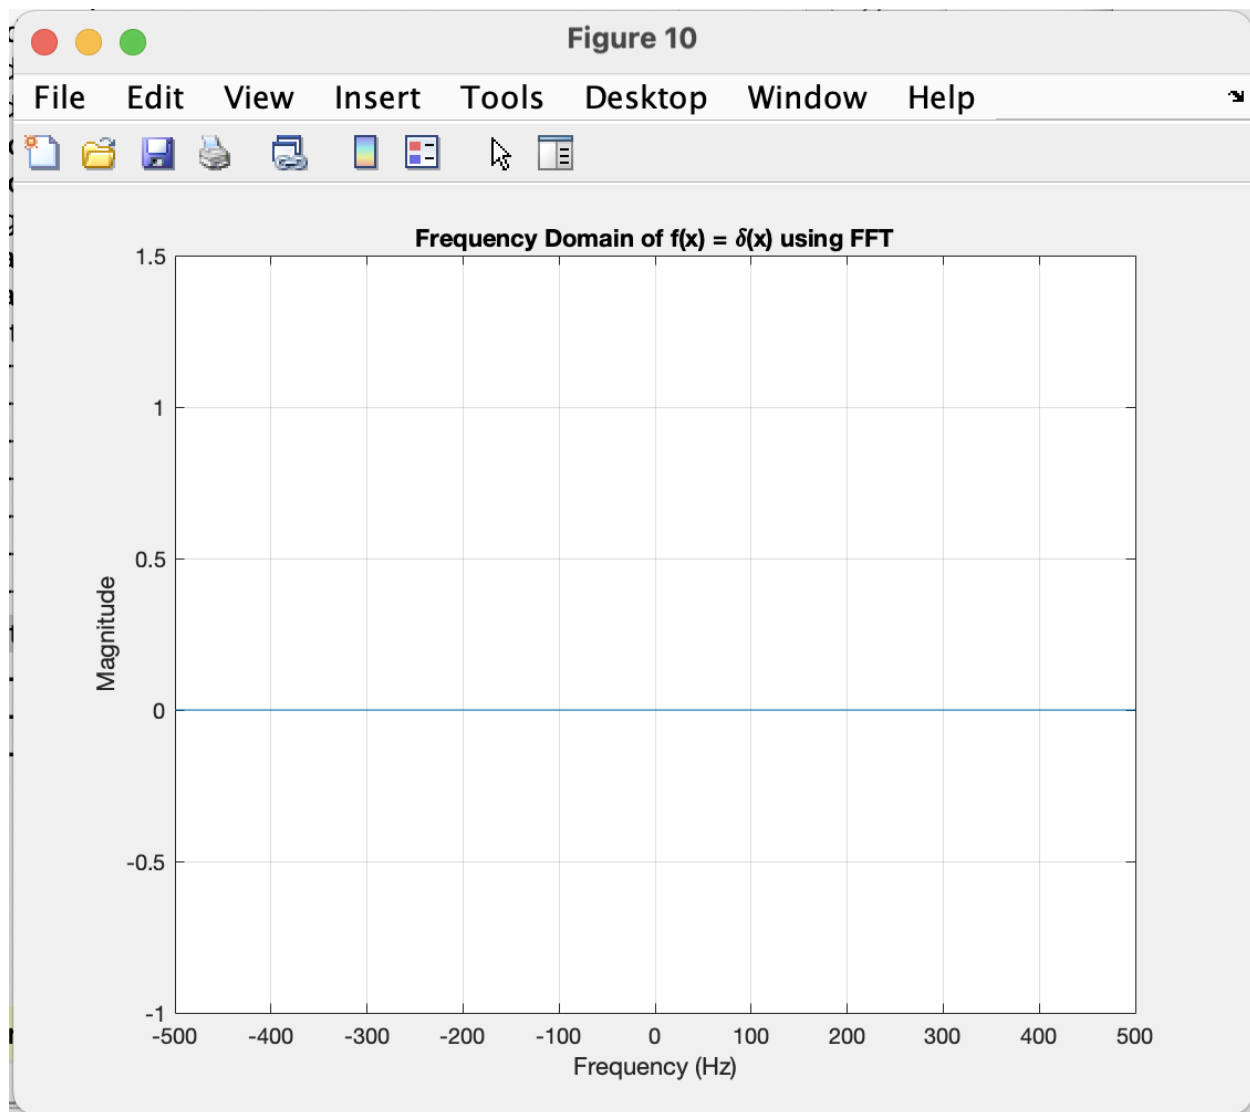 Figure 10
File Edit View Insert Tools Desktop Window Help
Frequency Domain of f(x) = δ(x) using FFT
1.5
1
0.5
0
-0.5
-1
Magnitude
-500 -400 -300 -200 -100 0 100 200 300 400 500
Frequency (Hz)